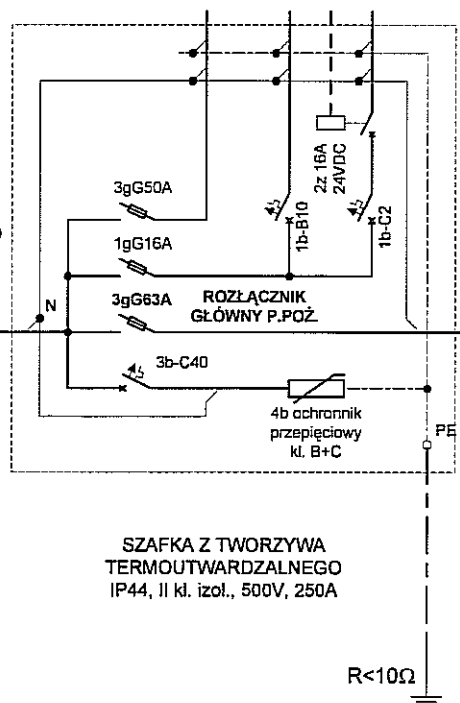 2z 16A
24VDC
3gG50A
1b-B10
1b-C2
1gG16A
N
3gG63A
ROZŁĄCZNIK
GŁÓWNY P.POŻ.
3b-C40
4b ochronnik
przepięciowy
kl. B+C
PE
SZAFKA Z TWORZYWA
TERMOUTWARDZALNEGO
IP44, II kl. izol., 500V, 250A
R<10Ω